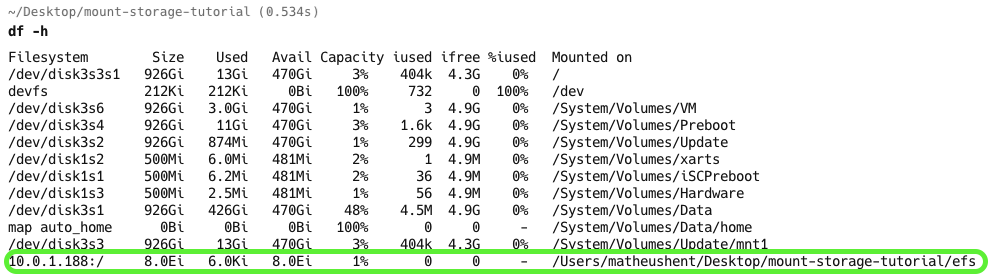 ~/Desktop/mount-storage-tutorial (0.534s)
df -h
Filesystem Size Used Avail Capacity iused ifree %iused Mounted on
/dev/disk3s3s1 926Gi 13Gi 470Gi 3% 404k 4.3G 0% /
devfs 212Ki 212Ki 0Bi 100% 732 0 100% /dev
/dev/disk3s6 926Gi 3.0Gi 470Gi 1% 3 4.9G 0% /System/Volumes/VM
/dev/disk3s4 926Gi 11Gi 470Gi 3% 1.6k 4.9G 0% /System/Volumes/Preboot
/dev/disk3s2 926Gi 874Mi 470Gi 1% 299 4.9G 0% /System/Volumes/Update
/dev/disk1s2 500Mi 6.0Mi 481Mi 2% 1 4.9M 0% /System/Volumes/xarts
/dev/disk1s1 500Mi 6.2Mi 481Mi 2% 36 4.9M 0% /System/Volumes/iSCPreboot
/dev/disk1s3 500Mi 2.5Mi 481Mi 1% 56 4.9M 0% /System/Volumes/Hardware
/dev/disk3s1 926Gi 426Gi 470Gi 48% 4.5M 4.9G 0% /System/Volumes/Data
map auto_home 0Bi 0Bi 0Bi 100% 0 0 - /System/Volumes/Data/home
/dev/disk3s3 926Gi 13Gi 470Gi 3% 404k 4.3G 0% /System/Volumes/Update/mnt1
10.0.1.188:/ 8.0Ei 6.0Ki 8.0Ei 1% 0 0 - /Users/matheushent/Desktop/mount-storage-tutorial/efs